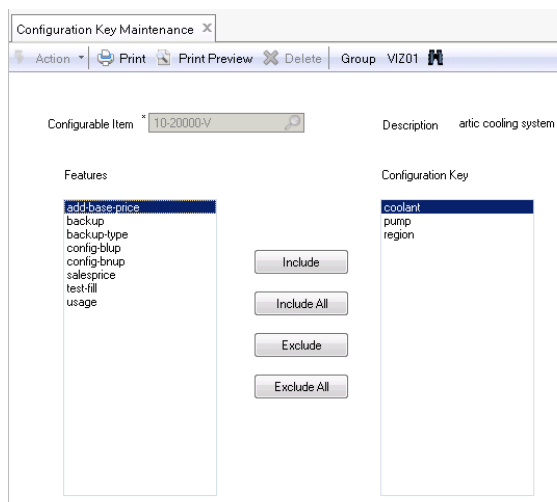 Configuration Key Maintenance X
Action Print Print Preview Delete Group VIZ01
Configurable Item * 10-20000-V Description artic cooling system
Features Configuration Key
add-base-price coolant
backup pump
backup-type region
config-blup
config-bnup
salesprice
test-fill
usage
Include
Include All
Exclude
Exclude All